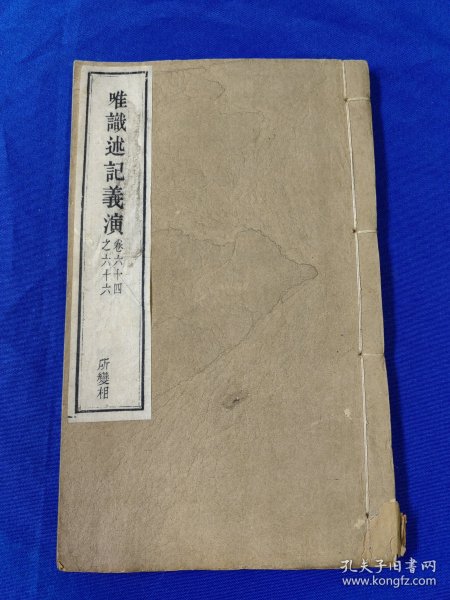 唯識述記義演
卷六十四
之六十六
所變相
孔夫子旧书网
www.kongfz.com